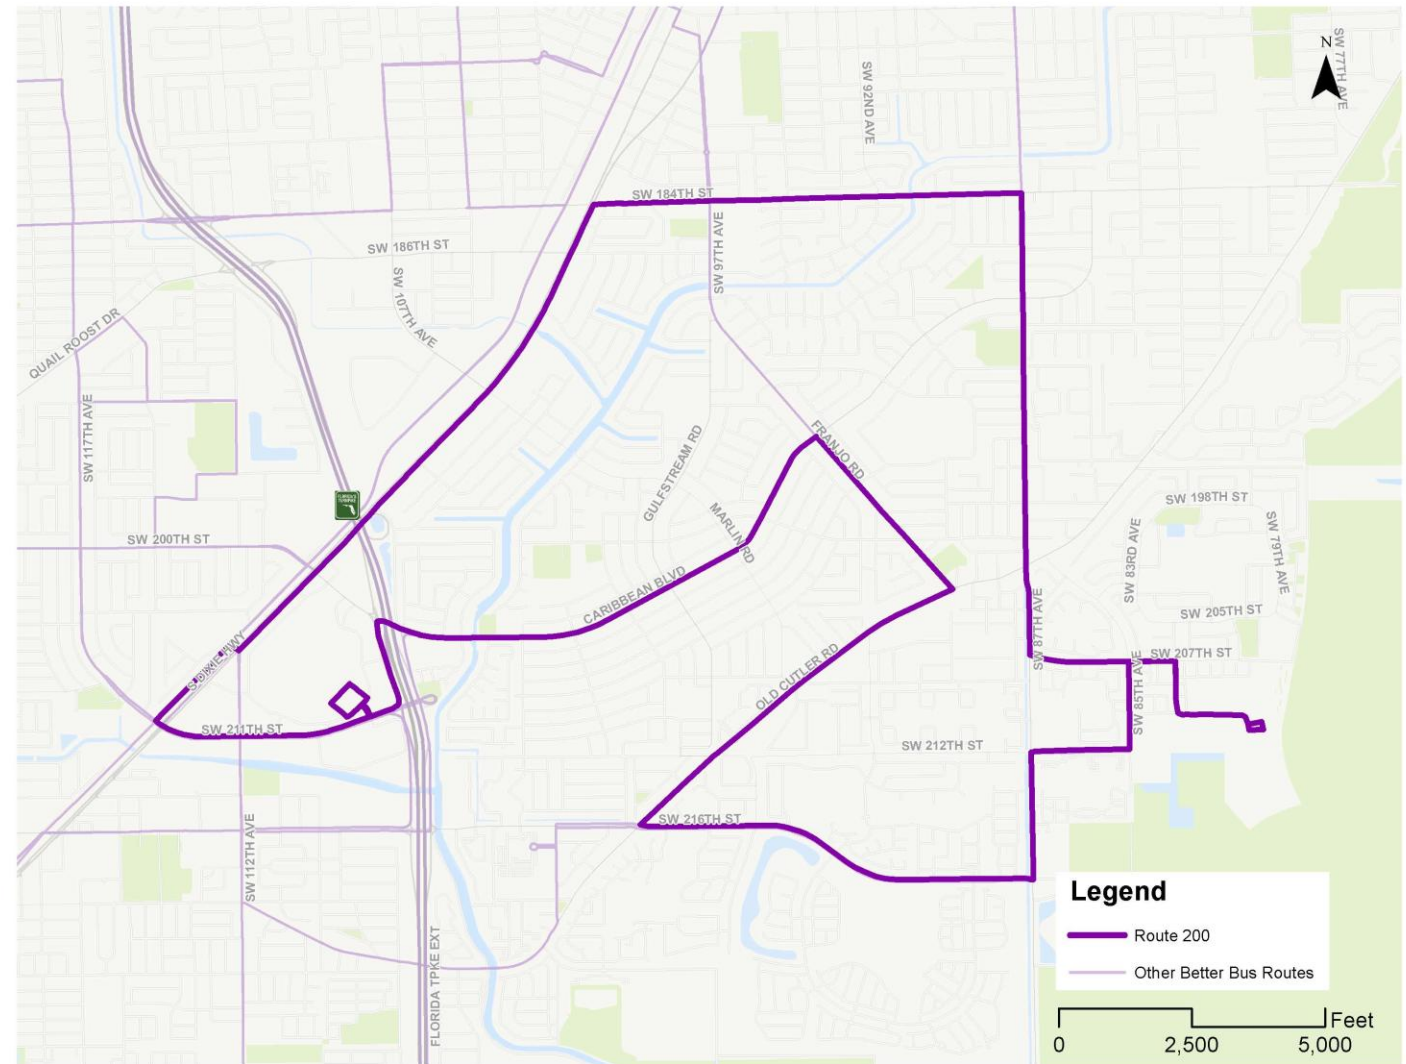 N
SW 77TH AVE
SW 92ND AVE
SW 184TH ST
SW 186TH ST
SW 97TH AVE
SW 107TH AVE
QUAIL ROOST DR
SW 117TH AVE
FRANJO RD
GULFSTREAM RD
MARLIN RD
SW 198TH ST
SW 200TH ST
SW 83RD AVE
SW 79TH AVE
CARIBBEAN BLVD
SW 205TH ST
SW 87TH AVE
S DIXIE HWY
SW 207TH ST
OLD CUTLER RD
SW 85TH AVE
SW 211TH ST
SW 212TH ST
SW 216TH ST
SW 112TH AVE
FLORIDA TPKE EXT
Legend
Route 200
Other Better Bus Routes
Feet
0 2,500 5,000